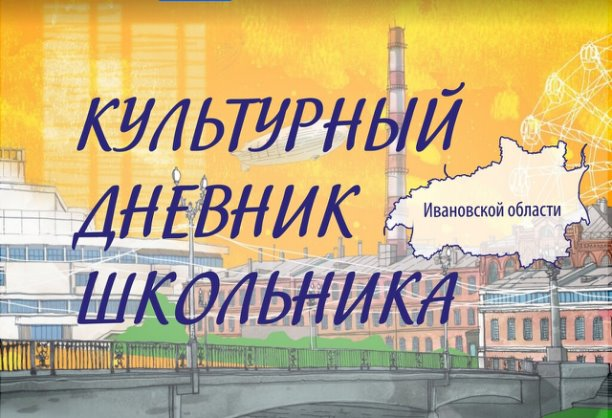 КУЛЬТУРНЫЙ
ДНЕВНИК
ШКОЛЬНИКА
Ивановской области